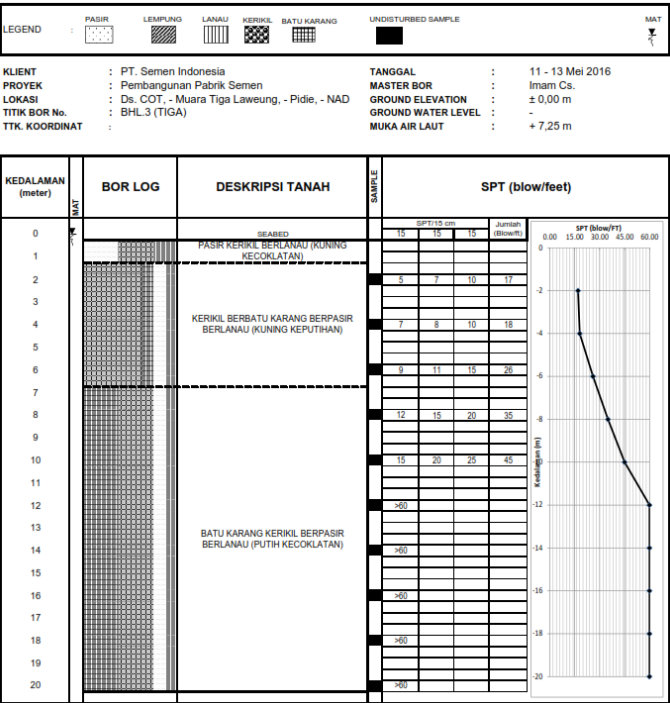 LEGEND : PASIR LEMPUNG LANAU KERIKIL BATU KARANG UNDISTURBED SAMPLE MAT
KLIENT : PT. Semen Indonesia
PROYEK : Pembangunan Pabrik Semen
LOKASI : Ds. COT, - Muara Tiga Laweung, - Pidie, - NAD
TITIK BOR No. : BHL.3 (TIGA)
TTK. KOORDINAT :
TANGGAL : 11 - 13 Mei 2016
MASTER BOR : Imam Cs.
GROUND ELEVATION : ± 0,00 m
GROUND WATER LEVEL : -
MUKA AIR LAUT : + 7,25 m
KEDALAMAN (meter) MAT BOR LOG DESKRIPSI TANAH SAMPLE SPT (blow/feet)
SPT/15 cm Jumlah
15 15 15 (Blow/ft)
0 SEABED
PASIR KERIKIL BERLANAU (KUNING
1 KECOKLATAN)
2 5 7 10 17
3
KERIKIL BERBATU KARANG BERPASIR
4 7 8 10 18
BERLANAU (KUNING KEPUTIHAN)
5
6 9 11 15 26
7
8 12 15 20 35
9
10 15 20 25 45
11
12 >60
13
BATU KARANG KERIKIL BERPASIR
14 >60
BERLANAU (PUTIH KECOKLATAN)
15
16 >60
17
18 >60
19
20 >60
SPT (blow/FT)
0.00 15.00 30.00 45.00 60.00
0
-2
-4
-6
-8
-10
-12
-14
-16
-18
-20
Kedalaman (m)